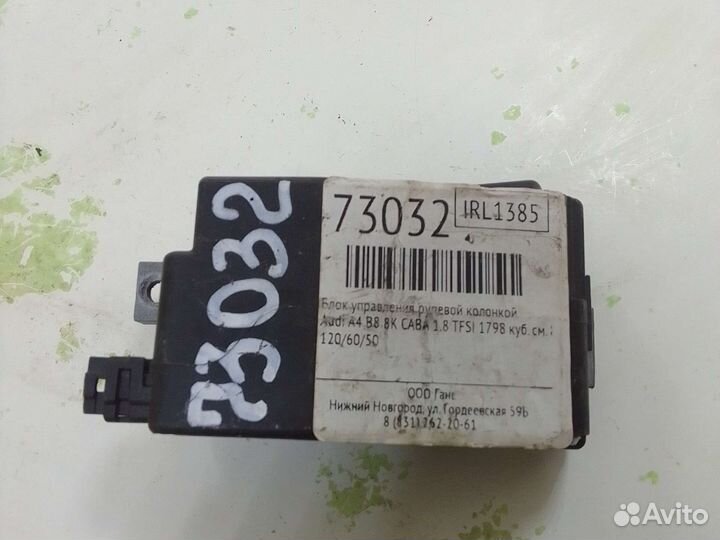 73032
73032
IRL1385
Блок управления рулевой колонкой
Audi A4 B8 8K CABA 1.8 TFSI 1798 куб.см.
120/60/50
ООО Ганс
Нижний Новгород, ул. Гордеевская 59Ь
8 (831) 262-20-61
Avito